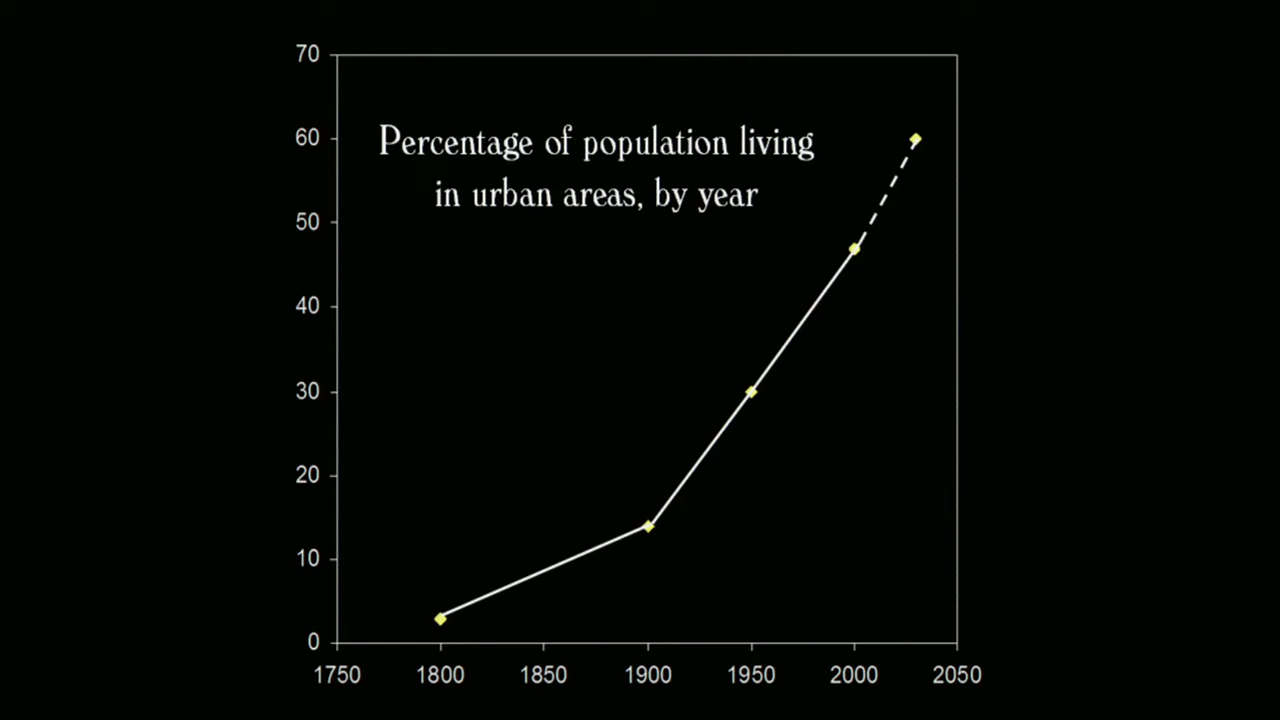 70
60
Percentage of population living
in urban areas, by year
50
40
30
20
10
0
1750 1800 1850 1900 1950 2000 2050